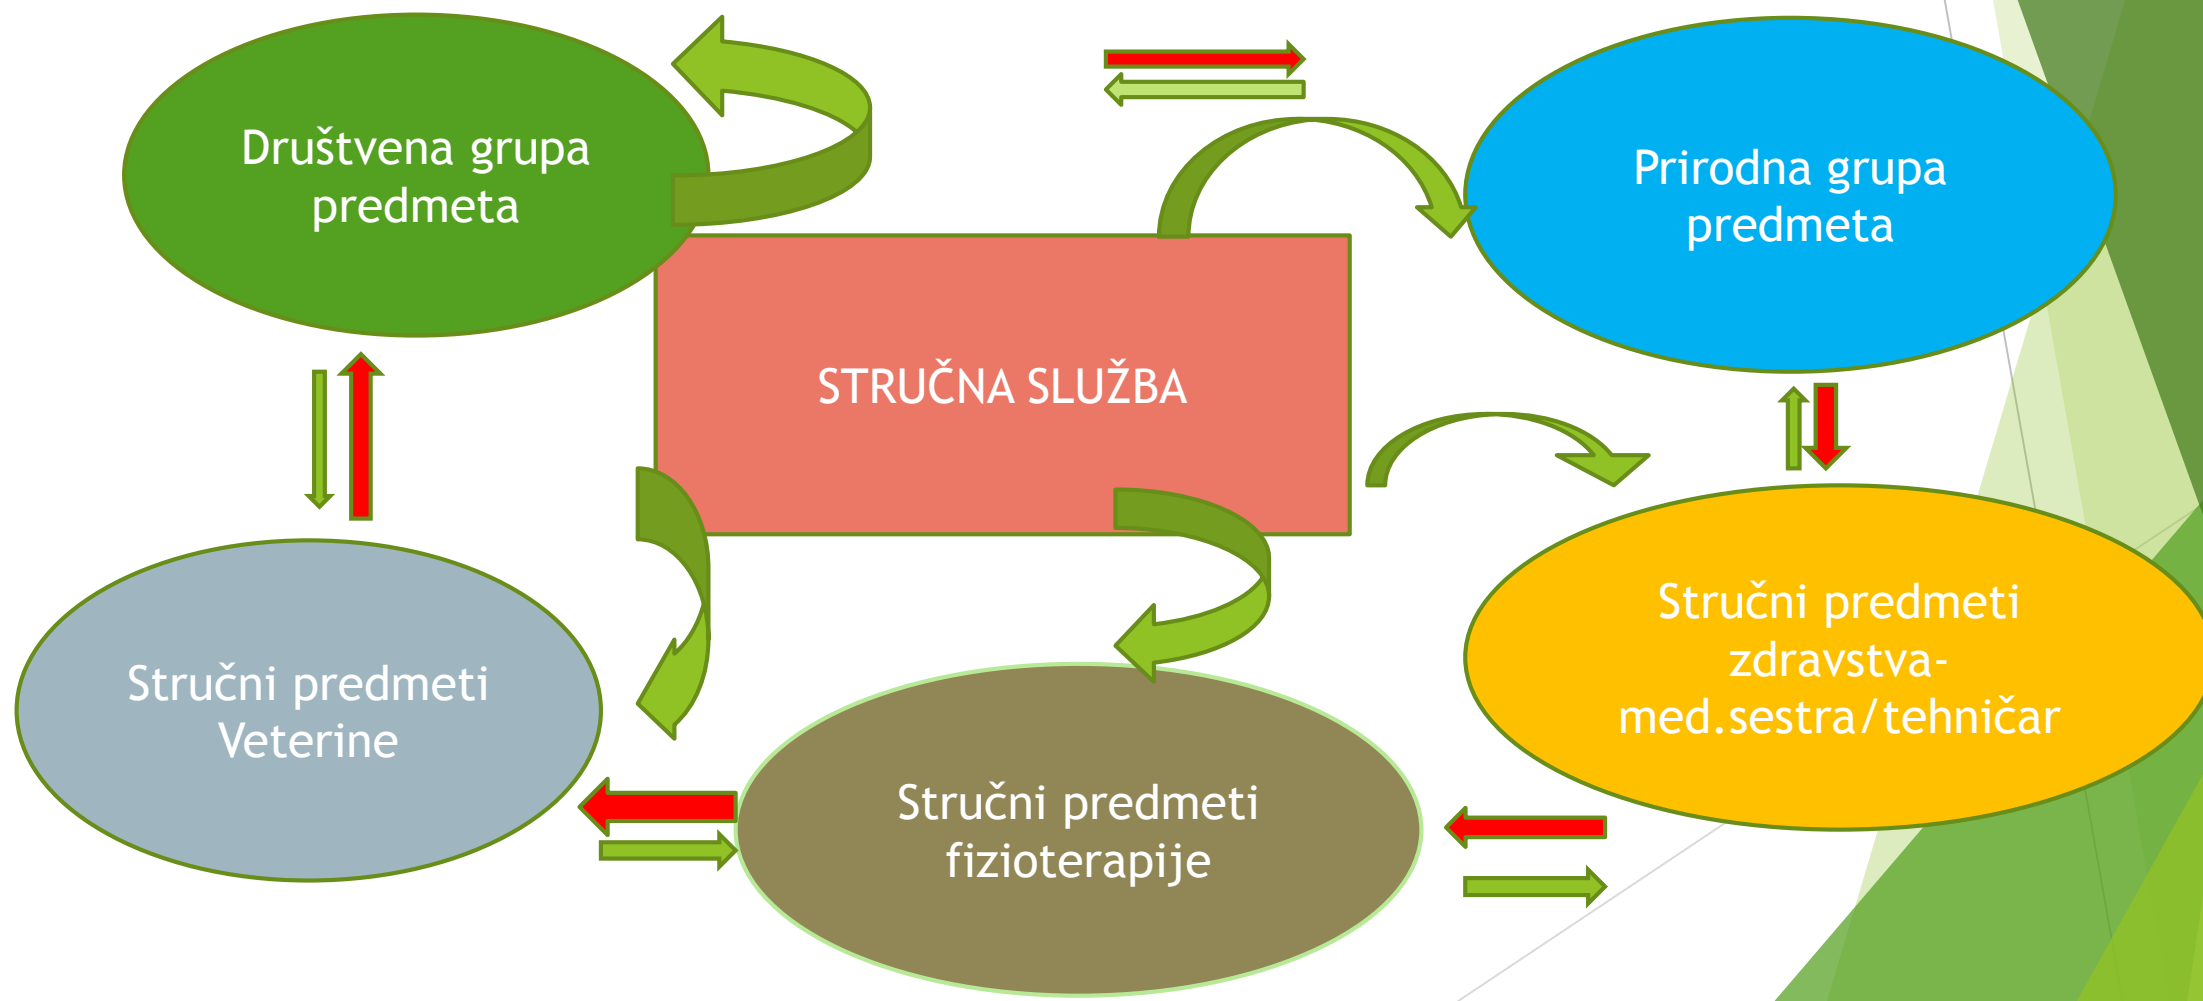 Društvena grupa
predmeta
Prirodna grupa
predmeta
STRUČNA SLUŽBA
Stručni predmeti
zdravstva-
med.sestra/tehničar
Stručni predmeti
Veterine
Stručni predmeti
fizioterapije